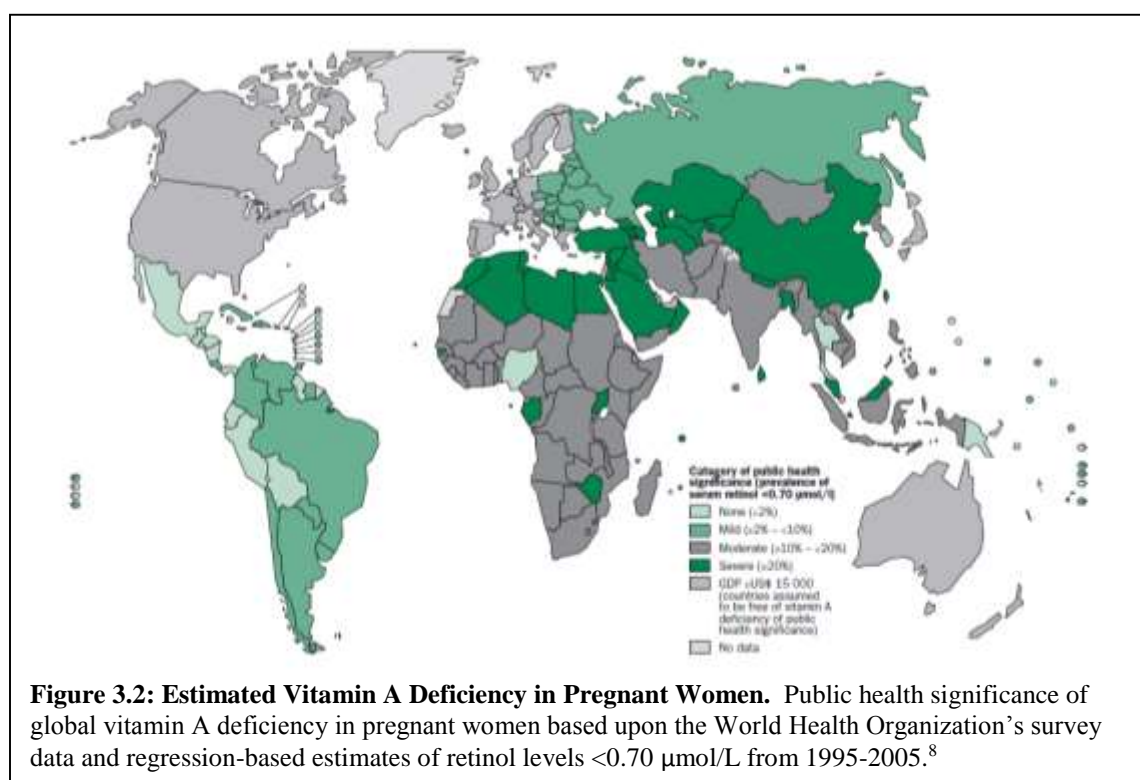 Category of public health
significance (prevalence of
serum retinol <0.70 µmol/l)
None (<2%)
Mild (≥2% – <10%)
Moderate (≥10% – <20%)
Severe (≥20%)
GDP ≥US$ 15 000
(countries assumed
to be free of vitamin A
deficiency of public
health significance)
No data
Figure 3.2: Estimated Vitamin A Deficiency in Pregnant Women. Public health significance of
global vitamin A deficiency in pregnant women based upon the World Health Organization’s survey
data and regression-based estimates of retinol levels <0.70 μmol/L from 1995-2005.⁸